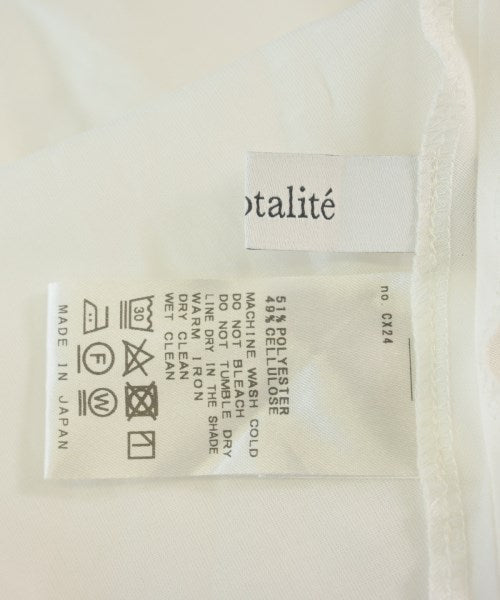 otalité
no CX24
51% POLYESTER
49% CELLULOSE
MACHINE WASH COLD
DO NOT BLEACH
DO NOT TUMBLE DRY
LINE DRY IN THE SHADE
WARM IRON
DRY CLEAN
WET CLEAN
30
F
W
MADE IN JAPAN